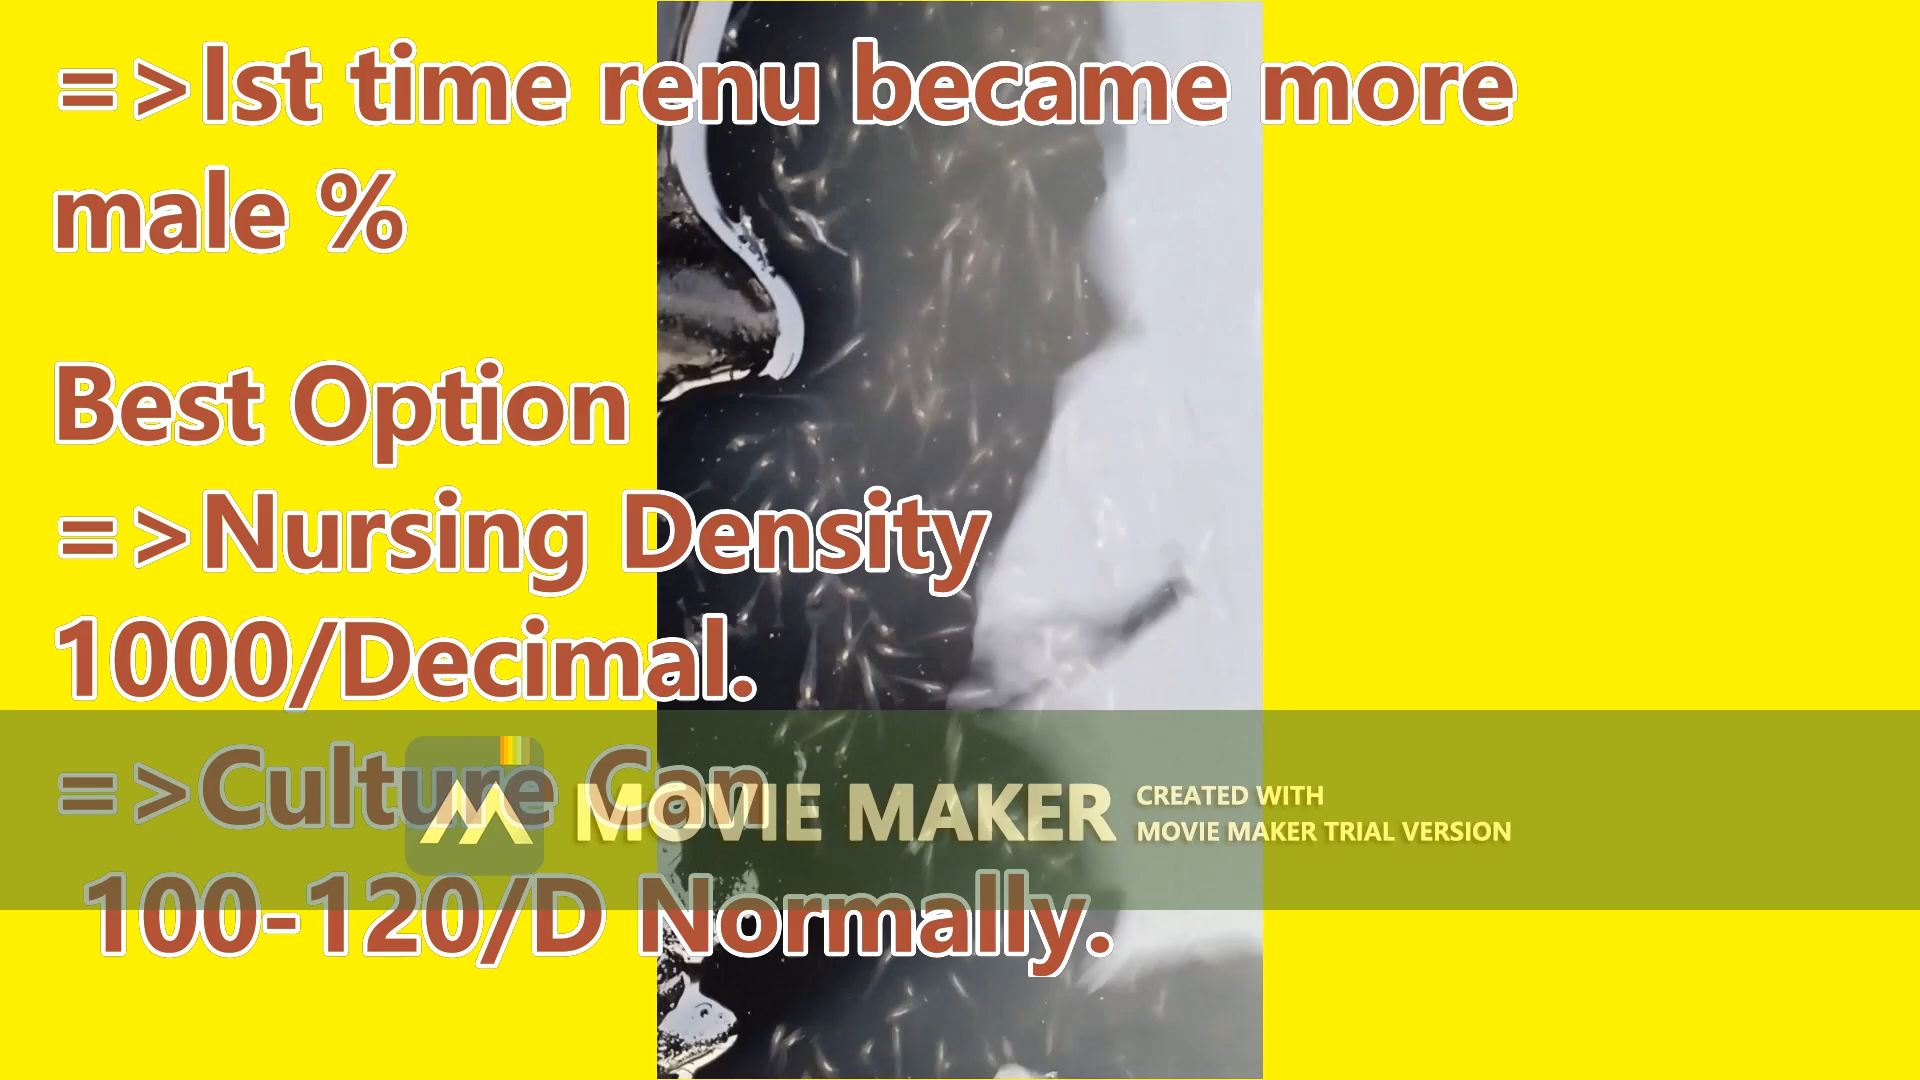 =>Ist time renu became more
male %
Best Option
=>Nursing Density
1000/Decimal.
=>Culture Can
100-120/D Normally.
MOVIE MAKER
CREATED WITH
MOVIE MAKER TRIAL VERSION